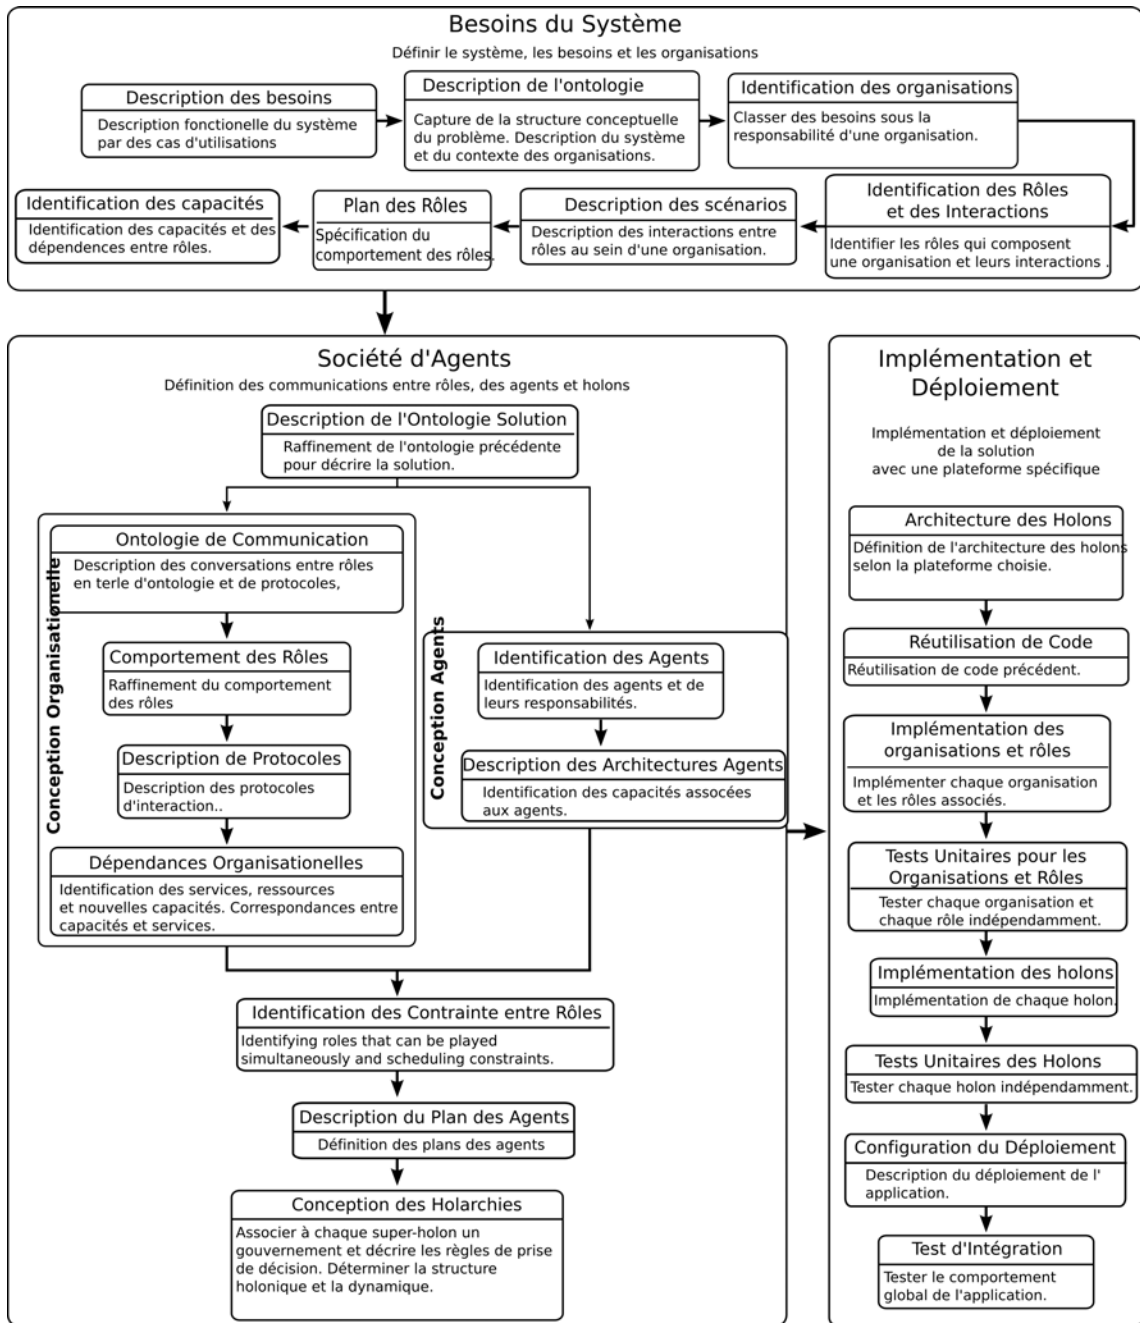 Besoins du Système
Définir le système, les besoins et les organisations
Description des besoins
Description fonctionelle du système
par des cas d'utilisations
Description de l'ontologie
Capture de la structure conceptuelle
du problème. Description du système
et du contexte des organisations.
Identification des organisations
Classer des besoins sous la
responsabilité d'une organisation.
Identification des Rôles
et des Interactions
Identifier les rôles qui composent
une organisation et leurs interactions .
Description des scénarios
Description des interactions entre
rôles au sein d'une organisation.
Plan des Rôles
Spécification du
comportement des rôles.
Identification des capacités
Identification des capacités et des
dépendences entre rôles.
Société d'Agents
Définition des communications entre rôles, des agents et holons
Description de l'Ontologie Solution
Raffinement de l'ontologie précédente
pour décrire la solution.
Conception Organisationelle
Ontologie de Communication
Description des conversations entre rôles
en terle d'ontologie et de protocoles,
Comportement des Rôles
Raffinement du comportement
des rôles
Description de Protocoles
Description des protocoles
d'interaction..
Dépendances Organisationelles
Identification des services, ressources
et nouvelles capacités. Correspondances entre
capacités et services.
Conception Agents
Identification des Agents
Identification des agents et de
leurs responsabilités.
Description des Architectures Agents
Identification des capacités assocées
aux agents.
Identification des Contrainte entre Rôles
Identifying roles that can be played
simultaneously and scheduling constraints.
Description du Plan des Agents
Définition des plans des agents
Conception des Holarchies
Associer à chaque super-holon un
gouvernement et décrire les règles de prise
de décision. Déterminer la structure
holonique et la dynamique.
Implémentation et
Déploiement
Implémentation et déploiement
de la solution
avec une plateforme spécifique
Architecture des Holons
Définition de l'architecture des holons
selon la plateforme choisie.
Réutilisation de Code
Réutilisation de code précédent.
Implémentation des
organisations et rôles
Implémenter chaque organisation
et les rôles associés.
Tests Unitaires pour les
Organisations et Rôles
Tester chaque organisation et
chaque rôle indépendamment.
Implémentation des holons
Implémentation de chaque holon.
Tests Unitaires des Holons
Tester chaque holon indépendamment.
Configuration du Déploiement
Description du déploiement de l'
application.
Test d'Intégration
Tester le comportement
global de l'application.